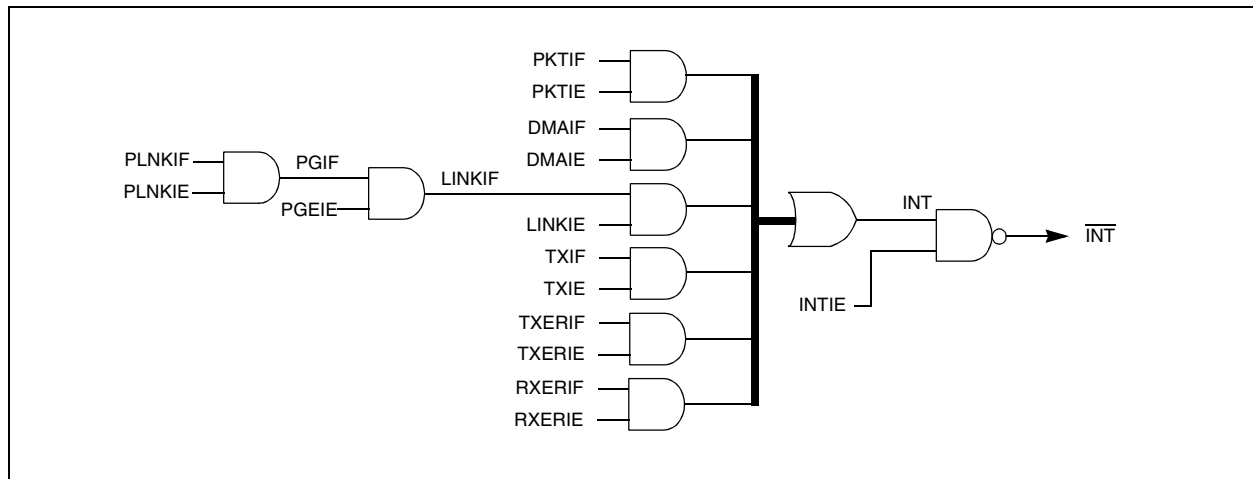 PKTIF
PKTIE
DMAIF
DMAIE
PLNKIF
PLNKIE
PGIF
PGEIE
LINKIF
LINKIE
TXIF
TXIE
TXERIF
TXERIE
RXERIF
RXERIE
INT
INTIE
INT